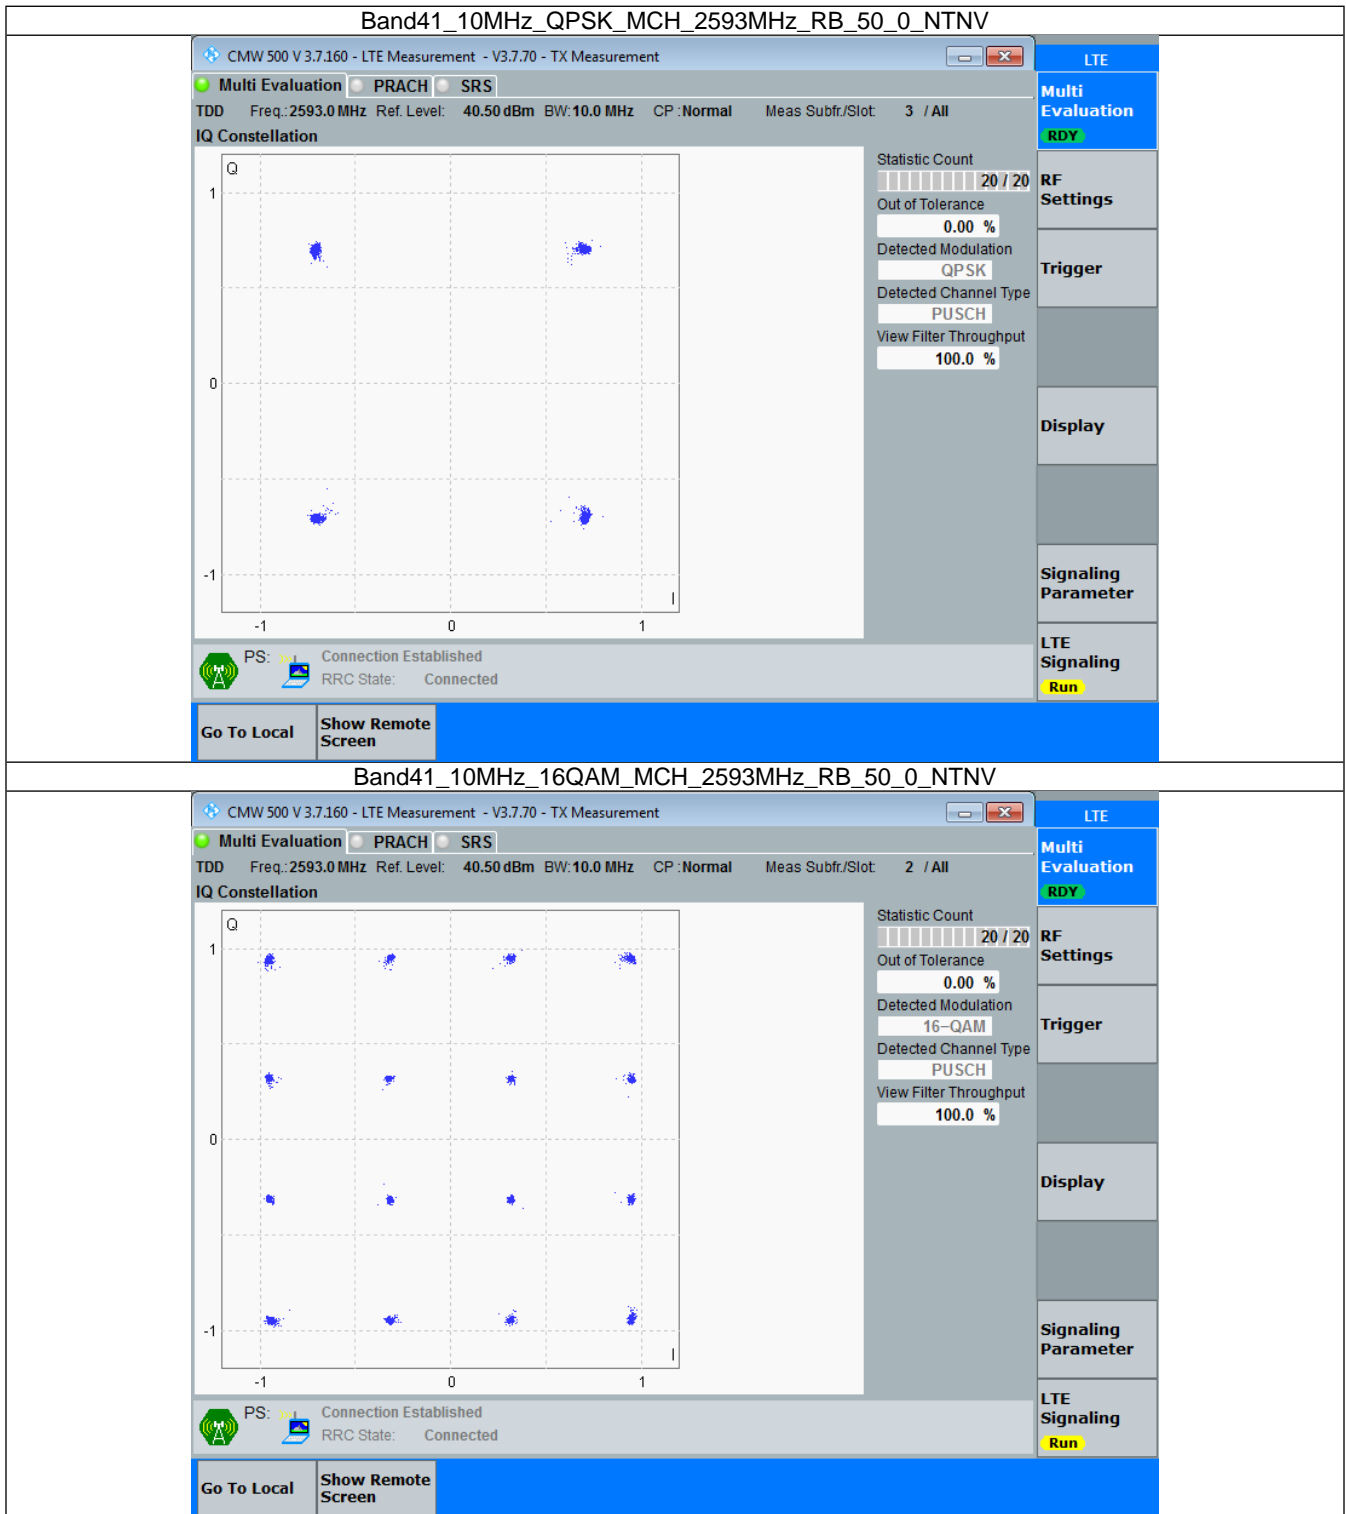 Band41_10MHz_QPSK_MCH_2593MHz_RB_50_0_NTNV
CMW 500 V 3.7.160 - LTE Measurement - V3.7.70 - TX Measurement
LTE
Multi Evaluation PRACH SRS
TDD Freq.:2593.0 MHz Ref. Level: 40.50 dBm BW:10.0 MHz CP :Normal Meas Subfr./Slot: 3 / All
IQ Constellation
Q
1
0
-1
I
-1 0 1
Statistic Count
20 / 20
Out of Tolerance
0.00 %
Detected Modulation
QPSK
Detected Channel Type
PUSCH
View Filter Throughput
100.0 %
Multi
Evaluation
RDY
RF
Settings
Trigger
Display
Signaling
Parameter
LTE
Signaling
Run
PS: Connection Established
RRC State: Connected
Go To Local
Show Remote
Screen
Band41_10MHz_16QAM_MCH_2593MHz_RB_50_0_NTNV
CMW 500 V 3.7.160 - LTE Measurement - V3.7.70 - TX Measurement
LTE
Multi Evaluation PRACH SRS
TDD Freq.:2593.0 MHz Ref. Level: 40.50 dBm BW:10.0 MHz CP :Normal Meas Subfr./Slot: 2 / All
IQ Constellation
Q
1
0
-1
I
-1 0 1
Statistic Count
20 / 20
Out of Tolerance
0.00 %
Detected Modulation
16-QAM
Detected Channel Type
PUSCH
View Filter Throughput
100.0 %
Multi
Evaluation
RDY
RF
Settings
Trigger
Display
Signaling
Parameter
LTE
Signaling
Run
PS: Connection Established
RRC State: Connected
Go To Local
Show Remote
Screen